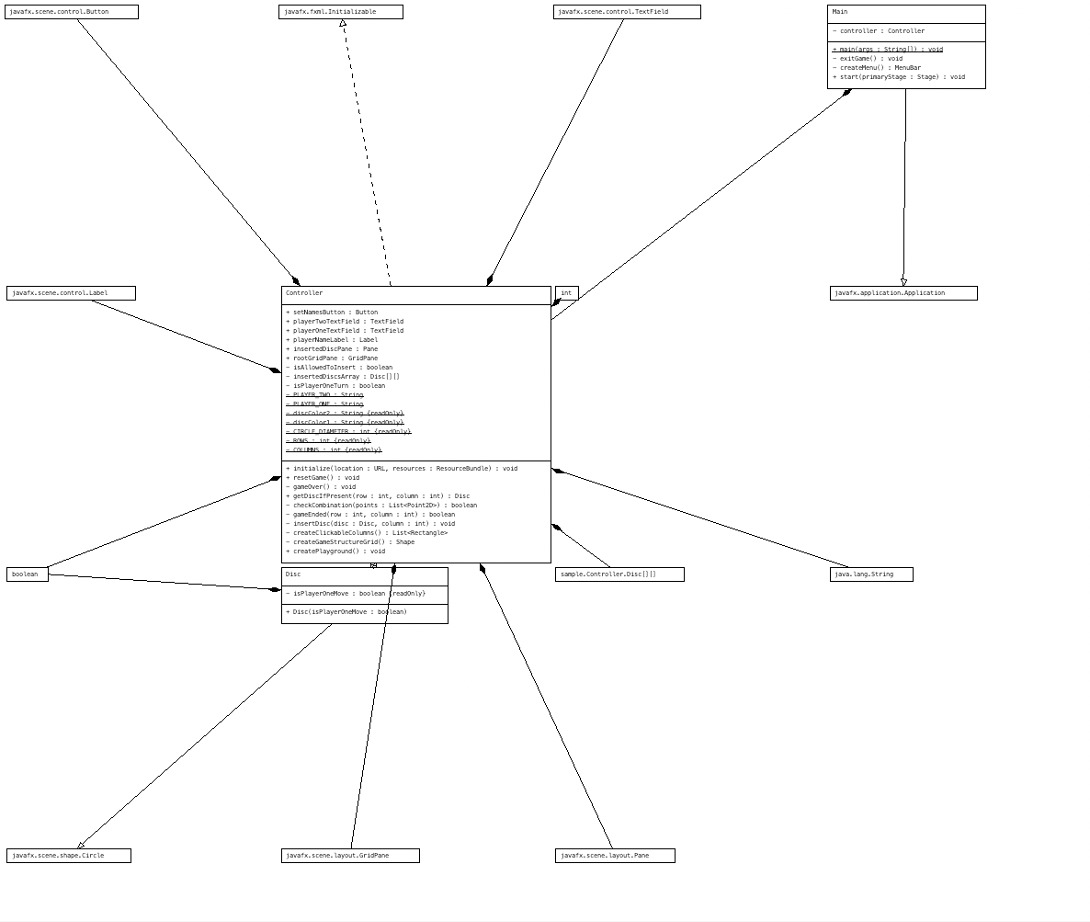 javafx.scene.control.Button
javafx.fxml.Initializable
javafx.scene.control.TextField
Main
− controller : Controller
+ main(args : String[]) : void
− exitGame() : void
− createMenu() : MenuBar
+ start(primaryStage : Stage) : void
javafx.scene.control.Label
Controller
int
javafx.application.Application
+ setNamesButton : Button
+ playerTwoTextField : TextField
+ playerOneTextField : TextField
+ playerNameLabel : Label
+ insertedDiscPane : Pane
+ rootGridPane : GridPane
− isAllowedToInsert : boolean
− insertedDiscsArray : Disc[][]
− isPlayerOneTurn : boolean
− PLAYER_TWO : String
− PLAYER_ONE : String
− discColor2 : String {readOnly}
− discColor1 : String {readOnly}
− CIRCLE_DIAMETER : int {readOnly}
− ROWS : int {readOnly}
− COLUMNS : int {readOnly}
+ initialize(location : URL, resources : ResourceBundle) : void
+ resetGame() : void
− gameOver() : void
+ getDiscIfPresent(row : int, column : int) : Disc
− checkCombination(points : List<Point2D>) : boolean
− gameEnded(row : int, column : int) : boolean
− insertDisc(disc : Disc, column : int) : void
− createClickableColumns() : List<Rectangle>
− createGameStructureGrid() : Shape
+ createPlayground() : void
boolean
Disc
sample.Controller.Disc[][]
java.lang.String
− isPlayerOneMove : boolean {readOnly}
+ Disc(isPlayerOneMove : boolean)
javafx.scene.shape.Circle
javafx.scene.layout.GridPane
javafx.scene.layout.Pane